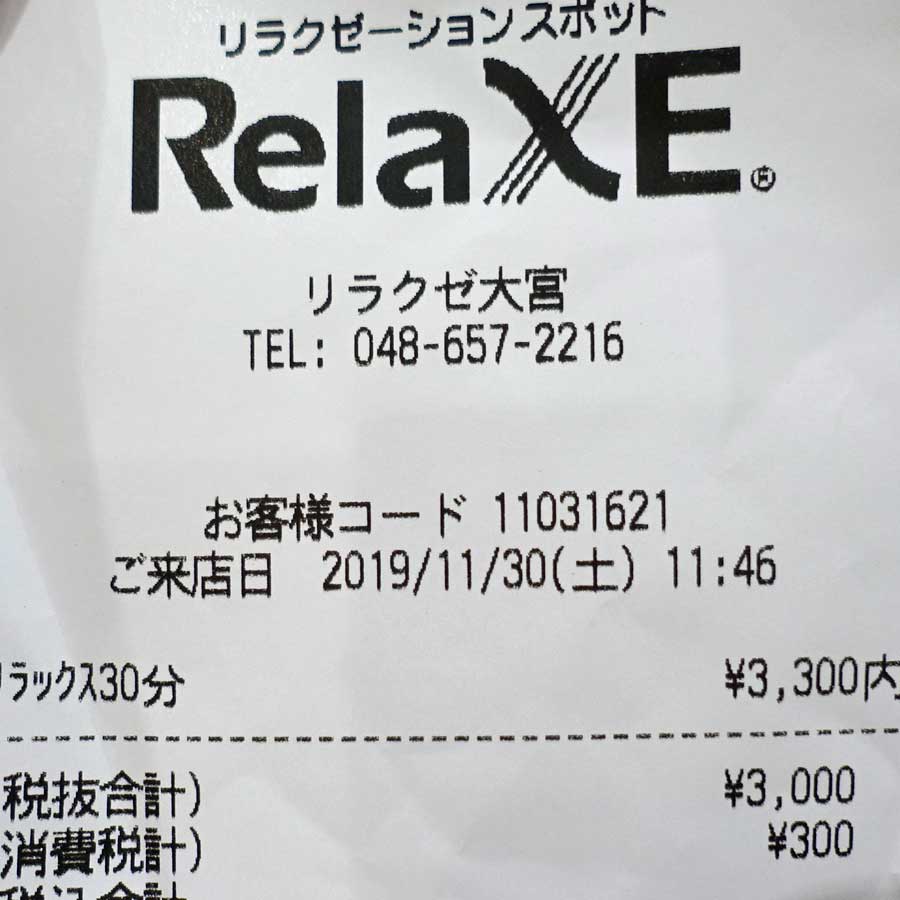 リラクゼーションスポット
RelaXE®
リラクゼ大宮
TEL: 048-657-2216
お客様コード 11031621
ご来店日 2019/11/30(土) 11:46
リラックス30分 ¥3,300内
税抜合計) ¥3,000
消費税計) ¥300